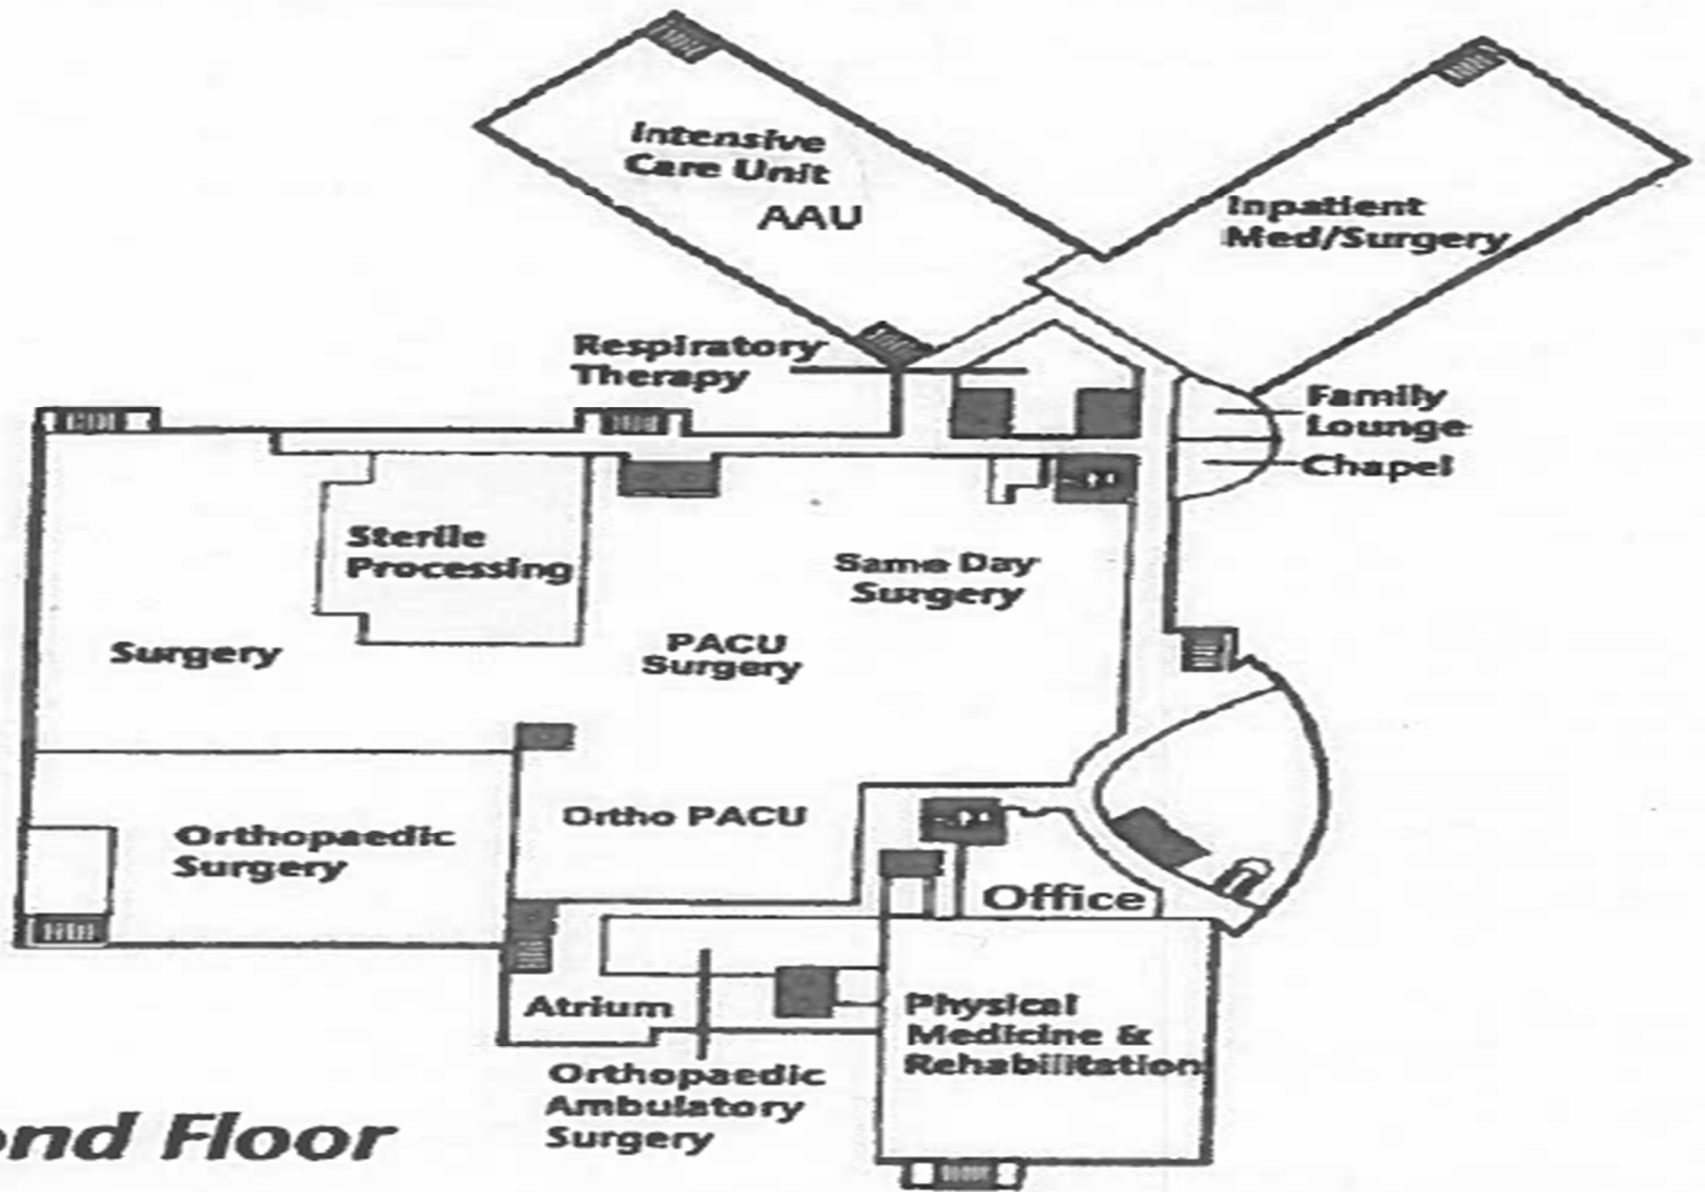 Intensive
Care Unit
AAU
Inpatient
Med/Surgery
Respiratory
Therapy
Family
Lounge
Chapel
Sterile
Processing
Same Day
Surgery
Surgery
PACU
Surgery
Orthopaedic
Surgery
Ortho PACU
Office
Atrium
Physical
Medicine &
Rehabilitation
Orthopaedic
Ambulatory
Surgery
ond Floor